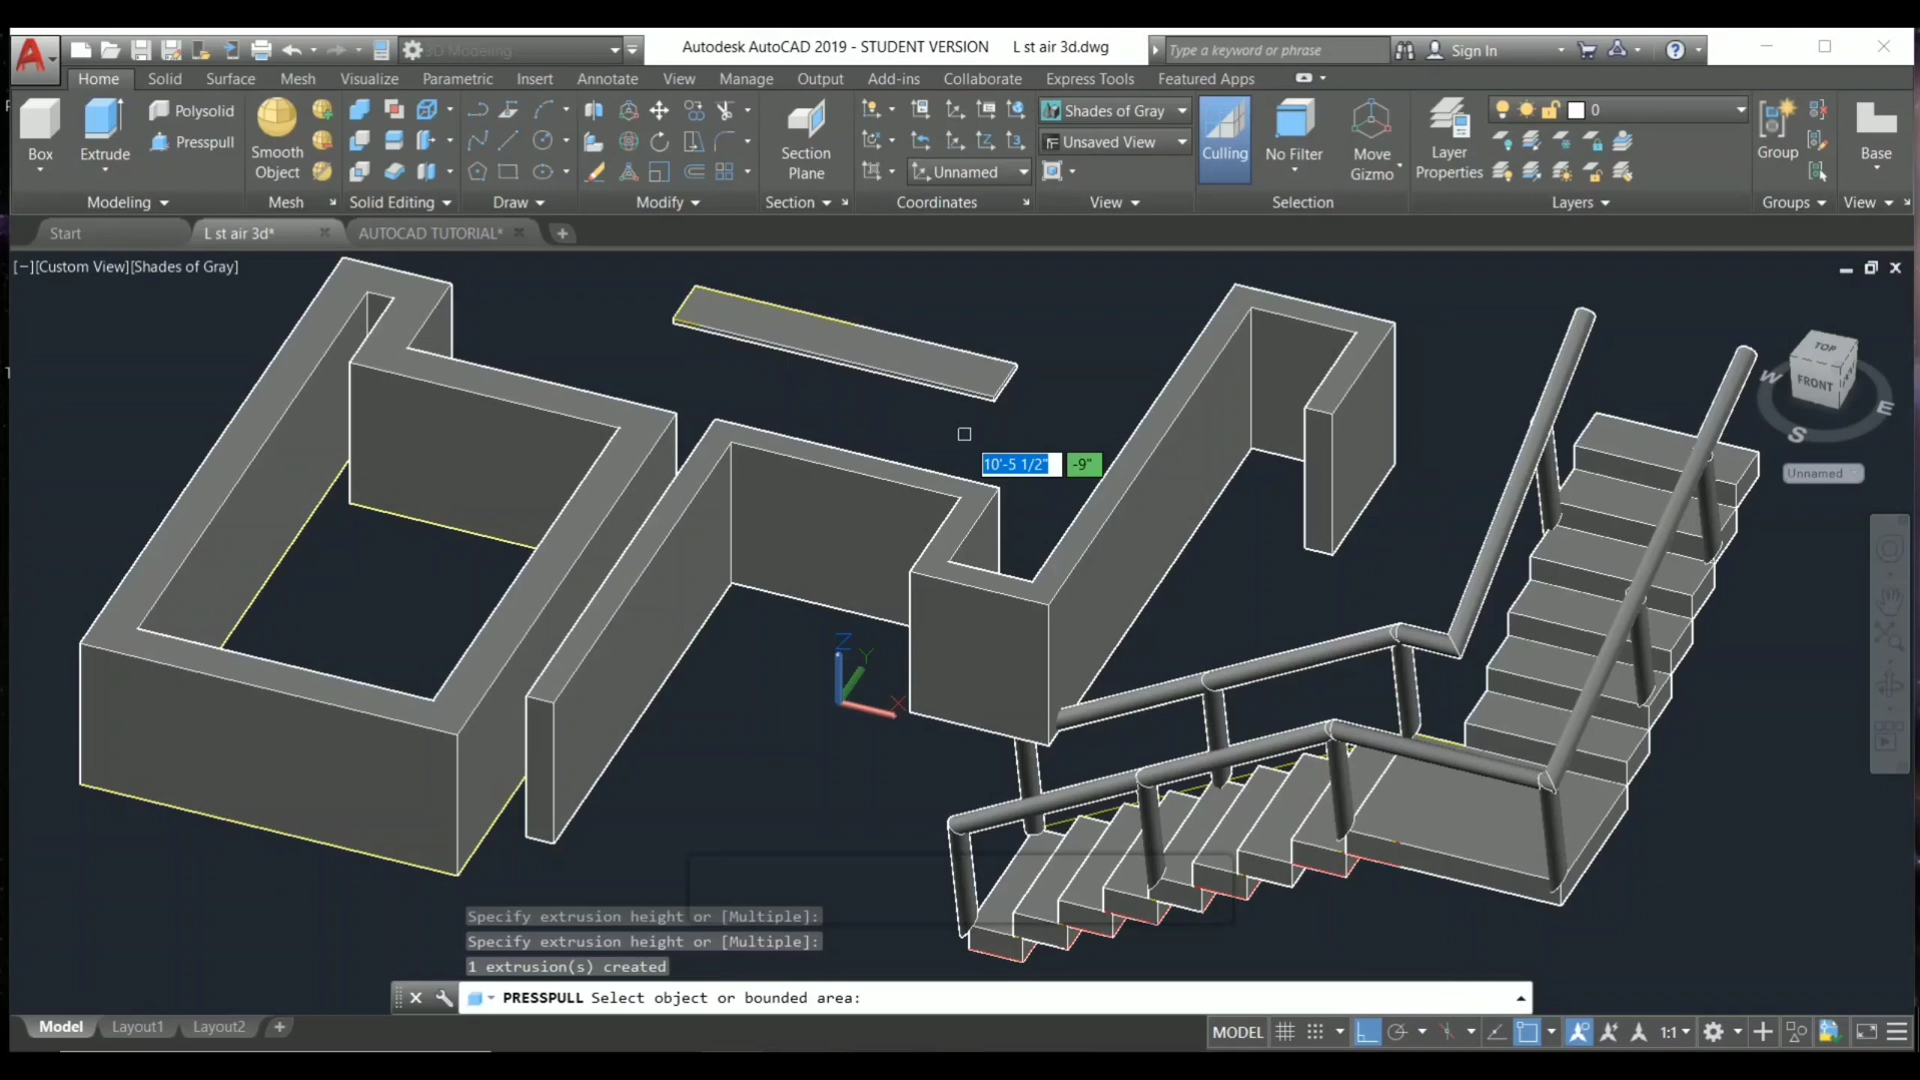 3D Modeling
Autodesk AutoCAD 2019 - STUDENT VERSION L st air 3d.dwg
Type a keyword or phrase
Sign In
Home Solid Surface Mesh Visualize Parametric Insert Annotate View Manage Output Add-ins Collaborate Express Tools Featured Apps
Polysolid Shades of Gray 0
Presspull Unsaved View
Box Extrude Smooth Object Section Plane Unnamed Culling No Filter Move Gizmo Layer Properties Group Base
Modeling Mesh Solid Editing Draw Modify Section Coordinates View Selection Layers Groups View
Start L st air 3d* AUTOCAD TUTORIAL*
[−][Custom View][Shades of Gray]
TOP
FRONT
W
E
S
Unnamed
10'-5 1/2" -9"
Z
Y
X
Specify extrusion height or [Multiple]:
Specify extrusion height or [Multiple]:
1 extrusion(s) created
PRESSPULL Select object or bounded area:
Model Layout1 Layout2
MODEL 1:1